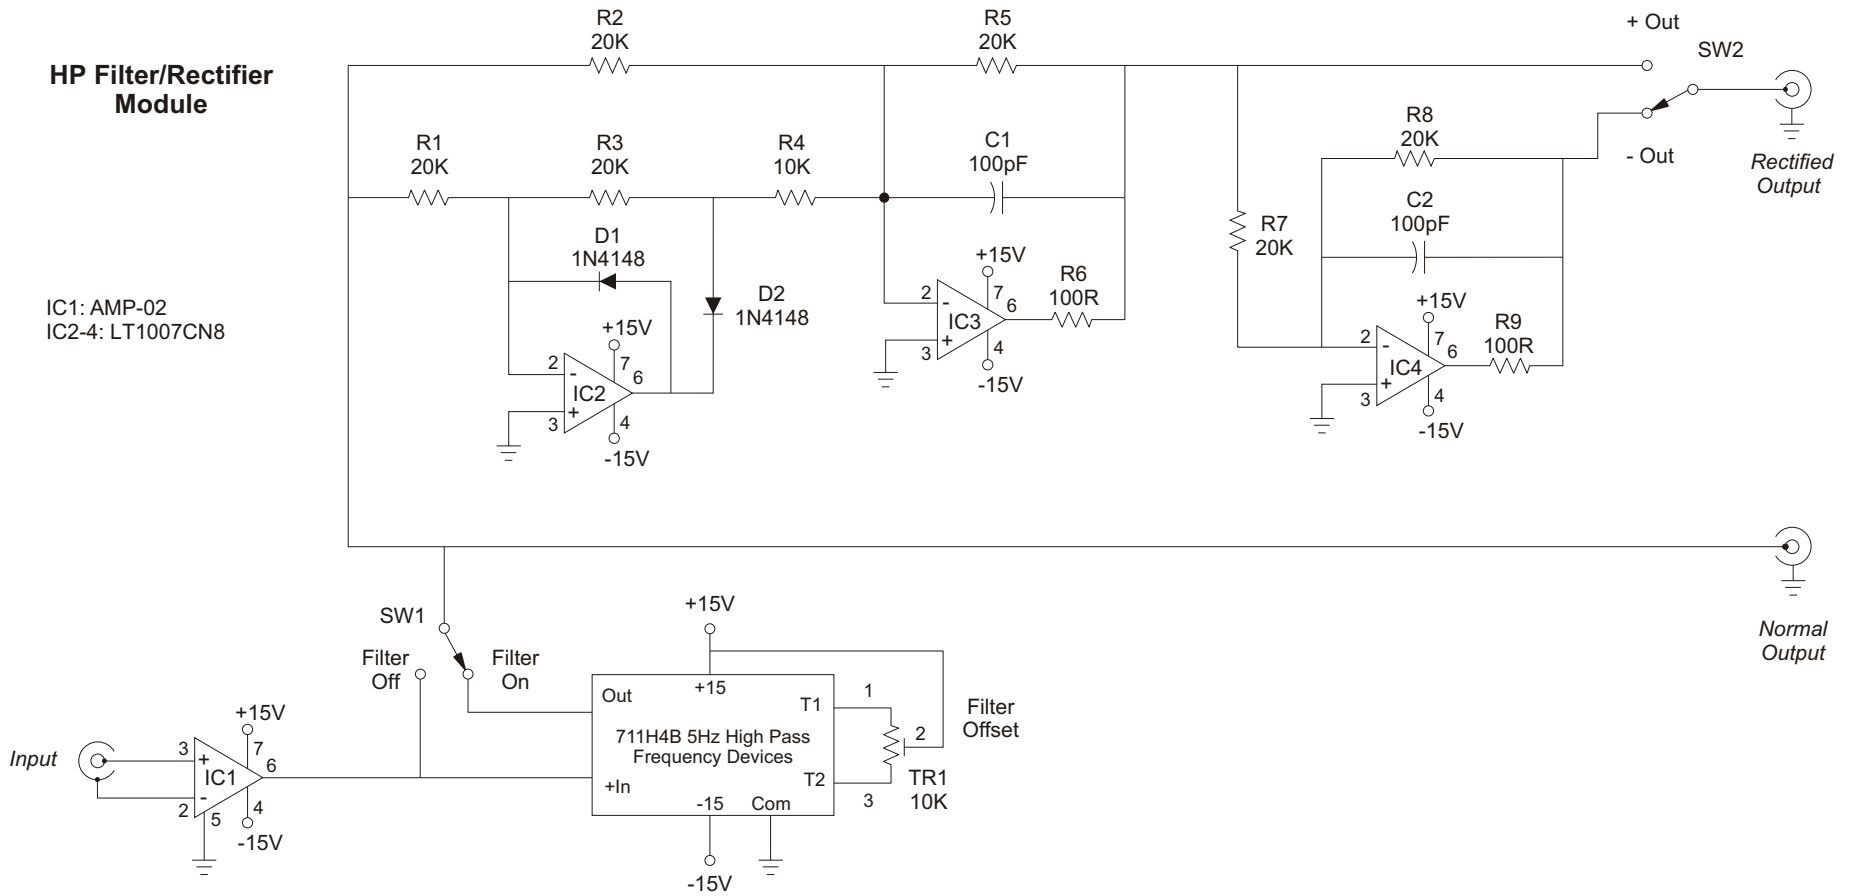 HP Filter/Rectifier
Module
R2
20K
R5
20K
+ Out
SW2
R1
20K
R3
20K
R4
10K
C1
100pF
R8
20K
- Out
Rectified
Output
D1
1N4148
D2
1N4148
C2
100pF
R7
20K
IC1: AMP-02
IC2-4: LT1007CN8
+15V
7
2
-
6
IC2
+
3
4
-15V
+15V
7
2
-
6
IC3
+
3
4
-15V
R6
100R
+15V
7
2
-
6
IC4
+
3
4
-15V
R9
100R
SW1
Filter
Off
Filter
On
+15V
Normal
Output
Input
+15V
3
+
7
6
IC1
-
2
5
4
-15V
Out
+15
T1
1
711H4B 5Hz High Pass
Frequency Devices
2
Filter
Offset
+In
T2
3
TR1
10K
-15
Com
-15V